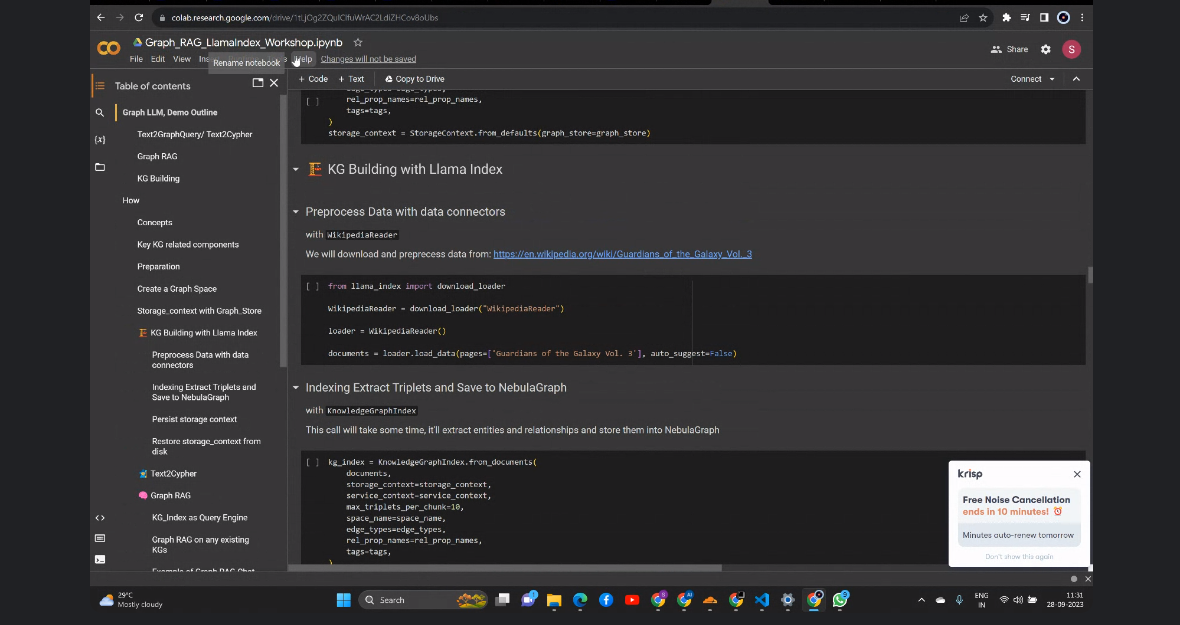 colab.research.google.com/drive/1tLjOg2ZQuICIfuWrAC2LdiZHCov8oUbs
Graph_RAG_LlamaIndex_Workshop.ipynb
File Edit View Ins Help Changes will not be saved
Rename notebook
Share
S
+ Code + Text Copy to Drive
Connect
Table of contents
Graph LLM, Demo Outline
Text2GraphQuery/ Text2Cypher
Graph RAG
KG Building
How
Concepts
Key KG related components
Preparation
Create a Graph Space
Storage_context with Graph_Store
KG Building with Llama Index
Preprocess Data with data
connectors
Indexing Extract Triplets and
Save to NebulaGraph
Persist storage context
Restore storage_context from
disk
Text2Cypher
Graph RAG
KG_Index as Query Engine
Graph RAG on any existing
KGs
Example of Graph RAG Chat
[ ]
rel_prop_names=rel_prop_names,
tags=tags,
)
storage_context = StorageContext.from_defaults(graph_store=graph_store)
KG Building with Llama Index
Preprocess Data with data connectors
with WikipediaReader
We will download and preprecess data from: https://en.wikipedia.org/wiki/Guardians_of_the_Galaxy_Vol._3
[ ] from llama_index import download_loader
WikipediaReader = download_loader("WikipediaReader")
loader = WikipediaReader()
documents = loader.load_data(pages=['Guardians of the Galaxy Vol. 3'], auto_suggest=False)
Indexing Extract Triplets and Save to NebulaGraph
with KnowledgeGraphIndex
This call will take some time, it'll extract entities and relationships and store them into NebulaGraph
[ ] kg_index = KnowledgeGraphIndex.from_documents(
documents,
storage_context=storage_context,
service_context=service_context,
max_triplets_per_chunk=10,
space_name=space_name,
edge_types=edge_types,
rel_prop_names=rel_prop_names,
tags=tags,
)
krisp
Free Noise Cancellation
ends in 10 minutes!
Minutes auto-renew tomorrow
Don't show this again
29°C
Mostly cloudy
Search
ENG
IN
11:31
28-09-2023